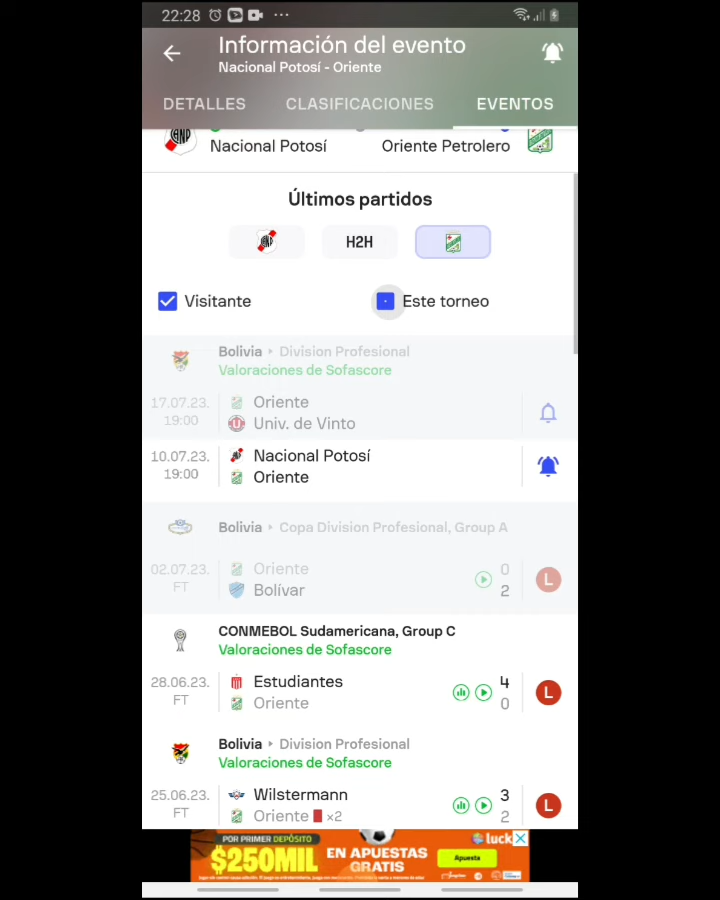 22:28
Información del evento
Nacional Potosí - Oriente
DETALLES CLASIFICACIONES EVENTOS
Nacional Potosí Oriente Petrolero
Últimos partidos
H2H
Visitante Este torneo
Bolivia Division Profesional
Valoraciones de Sofascore
17.07.23. Oriente
19:00 Univ. de Vinto
10.07.23. Nacional Potosí
19:00 Oriente
Bolivia Copa Division Profesional, Group A
02.07.23. Oriente 0
FT Bolívar 2 L
CONMEBOL Sudamericana, Group C
Valoraciones de Sofascore
28.06.23. Estudiantes 4
FT Oriente 0 L
Bolivia Division Profesional
Valoraciones de Sofascore
25.06.23. Wilstermann 3
FT Oriente x2 2 L
POR PRIMER DEPÓSITO
$250MIL EN APUESTAS
GRATIS
luck
Apuesta